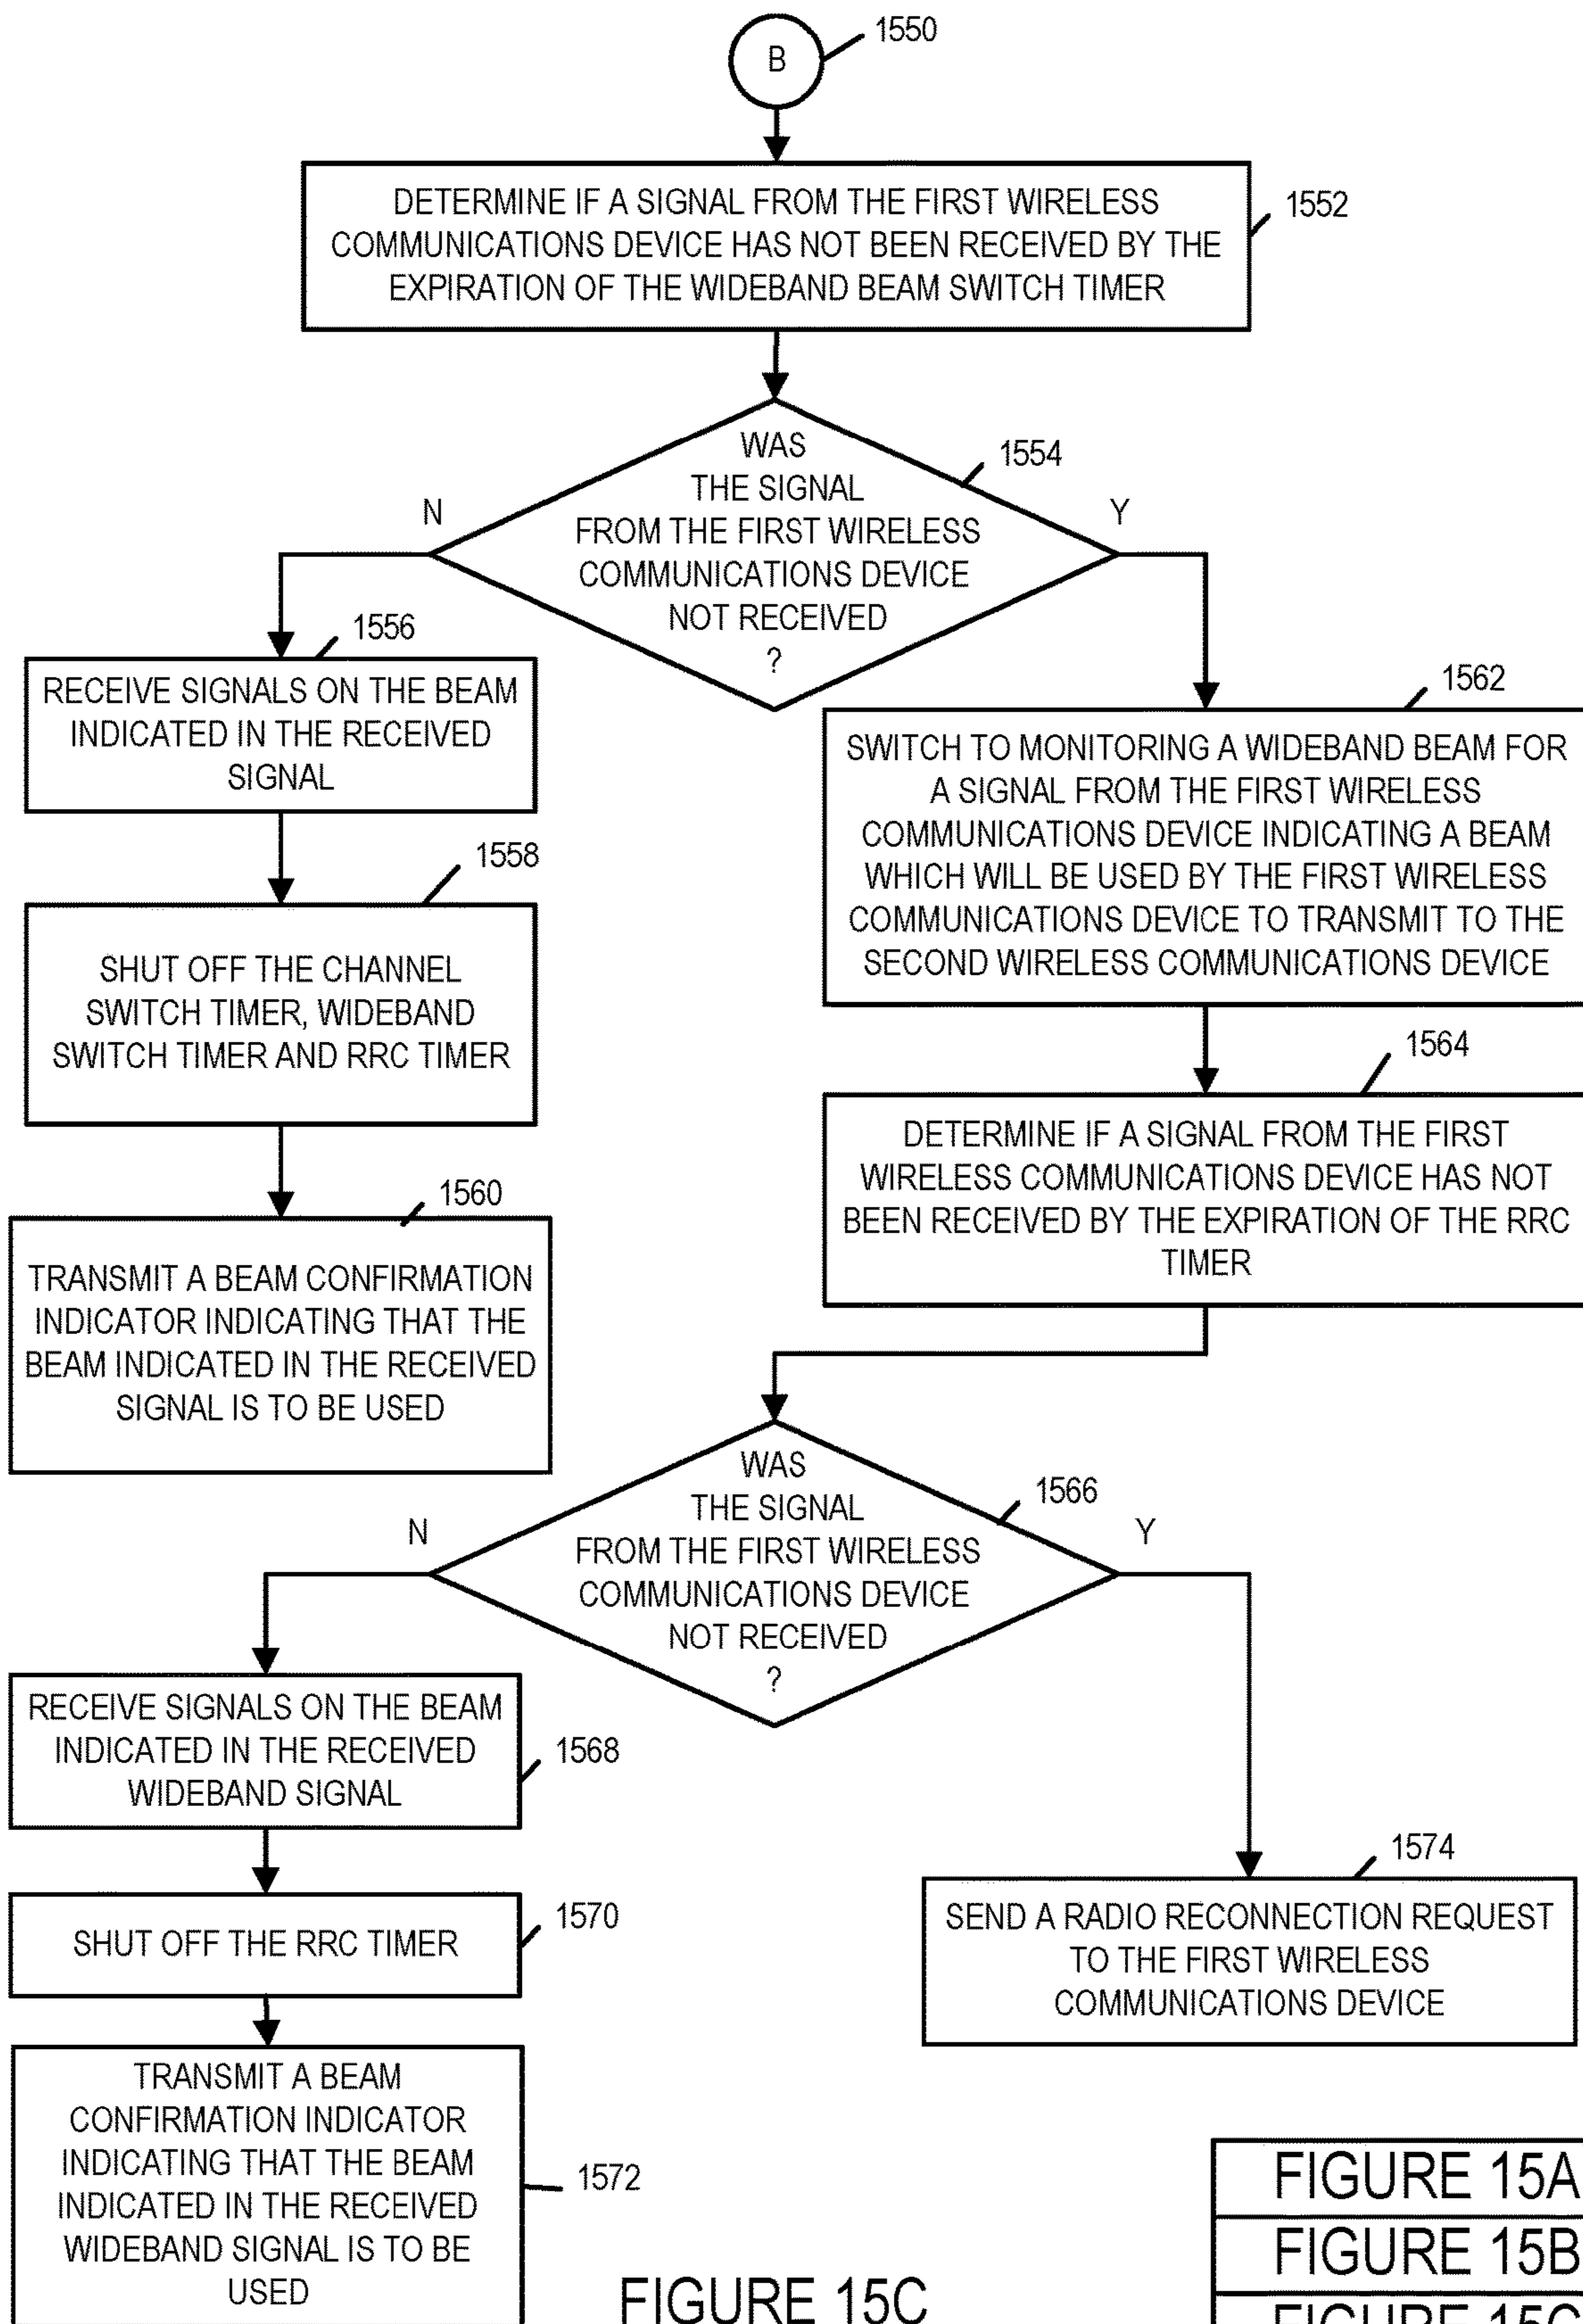 B
1550
DETERMINE IF A SIGNAL FROM THE FIRST WIRELESS
COMMUNICATIONS DEVICE HAS NOT BEEN RECEIVED BY THE
EXPIRATION OF THE WIDEBAND BEAM SWITCH TIMER
1552
WAS
THE SIGNAL
FROM THE FIRST WIRELESS
COMMUNICATIONS DEVICE
NOT RECEIVED
?
1554
N
Y
1556
RECEIVE SIGNALS ON THE BEAM
INDICATED IN THE RECEIVED
SIGNAL
1558
SHUT OFF THE CHANNEL
SWITCH TIMER, WIDEBAND
SWITCH TIMER AND RRC TIMER
1560
TRANSMIT A BEAM CONFIRMATION
INDICATOR INDICATING THAT THE
BEAM INDICATED IN THE RECEIVED
SIGNAL IS TO BE USED
1562
SWITCH TO MONITORING A WIDEBAND BEAM FOR
A SIGNAL FROM THE FIRST WIRELESS
COMMUNICATIONS DEVICE INDICATING A BEAM
WHICH WILL BE USED BY THE FIRST WIRELESS
COMMUNICATIONS DEVICE TO TRANSMIT TO THE
SECOND WIRELESS COMMUNICATIONS DEVICE
1564
DETERMINE IF A SIGNAL FROM THE FIRST
WIRELESS COMMUNICATIONS DEVICE HAS NOT
BEEN RECEIVED BY THE EXPIRATION OF THE RRC
TIMER
WAS
THE SIGNAL
FROM THE FIRST WIRELESS
COMMUNICATIONS DEVICE
NOT RECEIVED
?
1566
N
Y
RECEIVE SIGNALS ON THE BEAM
INDICATED IN THE RECEIVED
WIDEBAND SIGNAL
1568
SHUT OFF THE RRC TIMER
1570
TRANSMIT A BEAM
CONFIRMATION INDICATOR
INDICATING THAT THE BEAM
INDICATED IN THE RECEIVED
WIDEBAND SIGNAL IS TO BE
USED
1572
1574
SEND A RADIO RECONNECTION REQUEST
TO THE FIRST WIRELESS
COMMUNICATIONS DEVICE
FIGURE 15C
FIGURE 15A
FIGURE 15B
FIGURE 15C